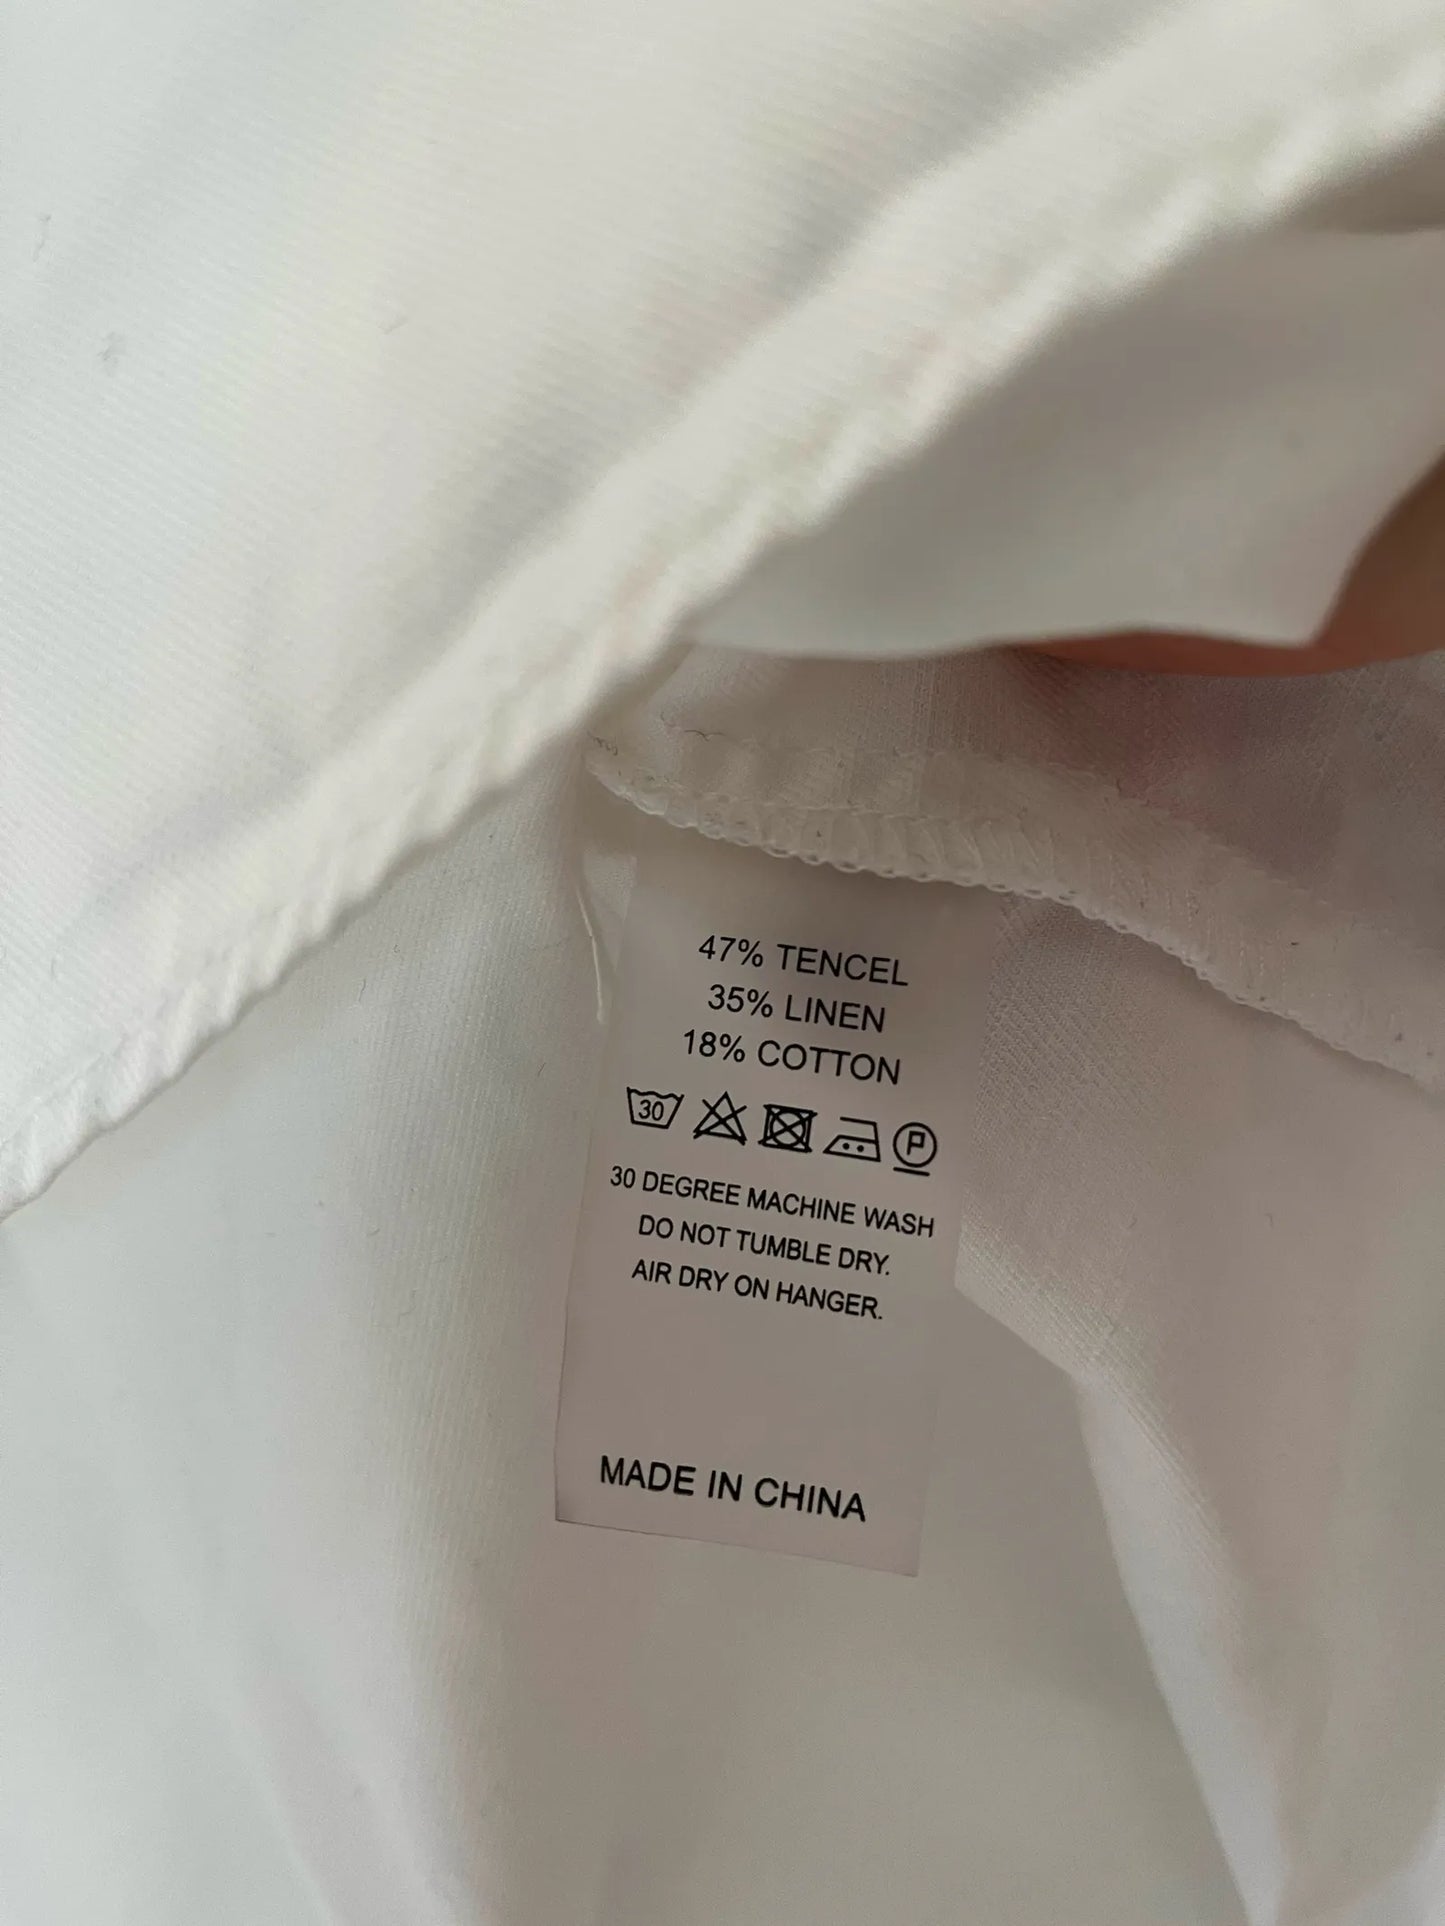 47% TENCEL
35% LINEN
18% COTTON
30 P
30 DEGREE MACHINE WASH
DO NOT TUMBLE DRY.
AIR DRY ON HANGER.
MADE IN CHINA